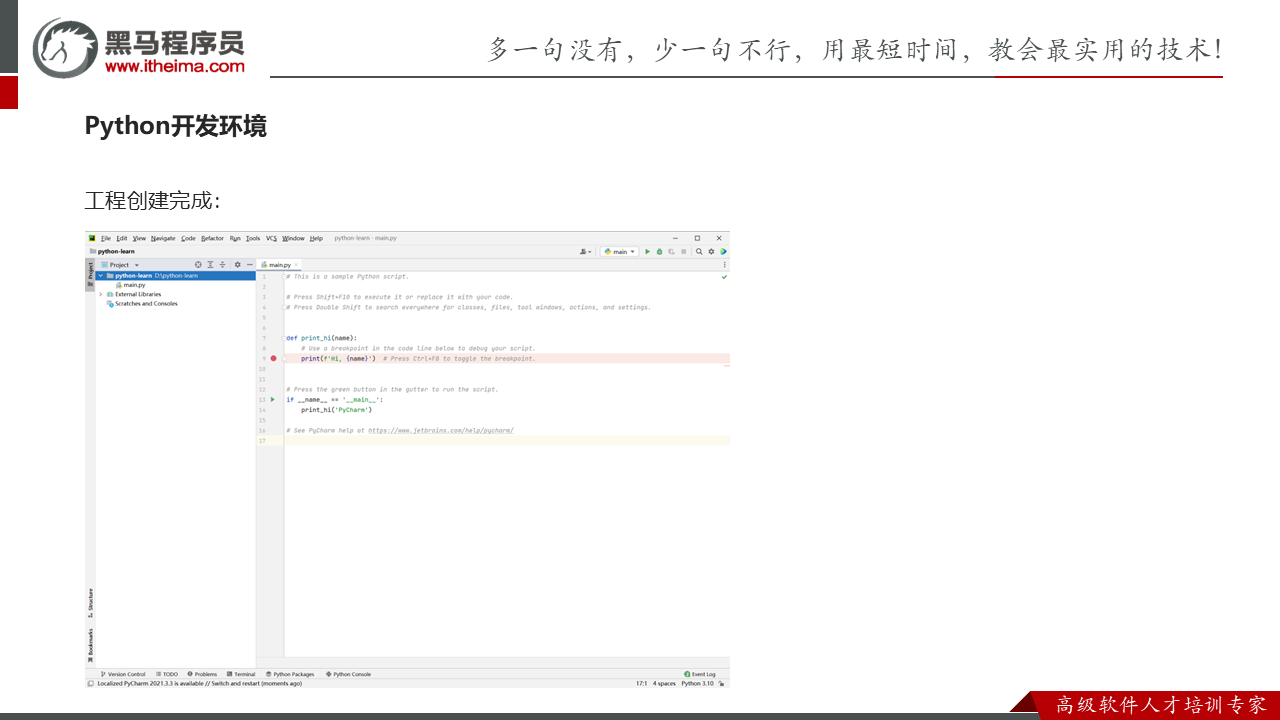 黑马程序员
www.itheima.com
多一句没有，少一句不行，用最短时间，教会最实用的技术！
Python开发环境
工程创建完成：
File Edit View Navigate Code Refactor Run Tools VCS Window Help python-learn - main.py
python-learn
main
Project
Project
main.py
python-learn D:\python-learn
main.py
External Libraries
Scratches and Consoles
1 # This is a sample Python script.
2
3 # Press Shift+F10 to execute it or replace it with your code.
4 # Press Double Shift to search everywhere for classes, files, tool windows, actions, and settings.
5
6
7 def print_hi(name):
8 # Use a breakpoint in the code line below to debug your script.
9 print(f'Hi, {name}') # Press Ctrl+F8 to toggle the breakpoint.
10
11
12 # Press the green button in the gutter to run the script.
13 if __name__ == '__main__':
14 print_hi('PyCharm')
15
16 # See PyCharm help at https://www.jetbrains.com/help/pycharm/
17
Structure
Bookmarks
Version Control TODO Problems Terminal Python Packages Python Console Event Log
Localized PyCharm 2021.3.3 is available // Switch and restart (moments ago) 17:1 4 spaces Python 3.10
高级软件人才培训专家